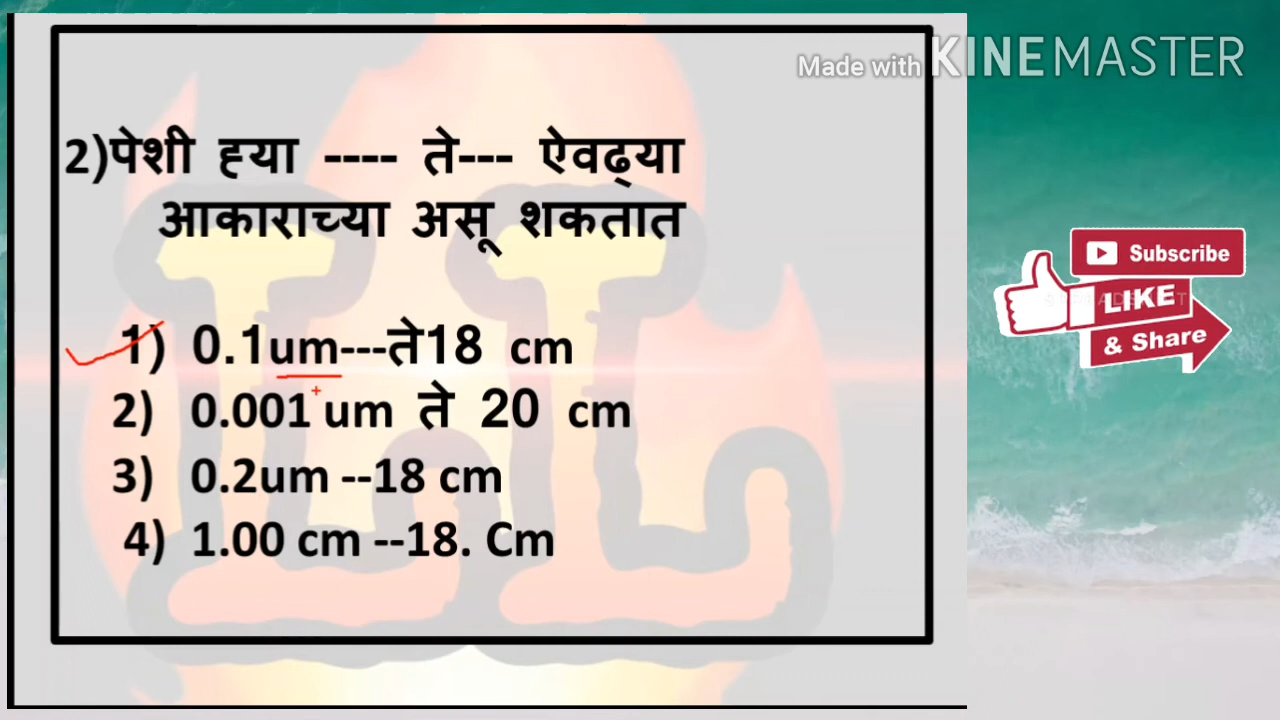 Made with KINEMASTER
2)पेशी ह्या ---- ते--- ऐवढ्या
आकाराच्या असू शकतात
1) 0.1um---ते18 cm
2) 0.001 um ते 20 cm
3) 0.2um --18 cm
4) 1.00 cm --18. Cm
Subscribe
LIKE
& Share